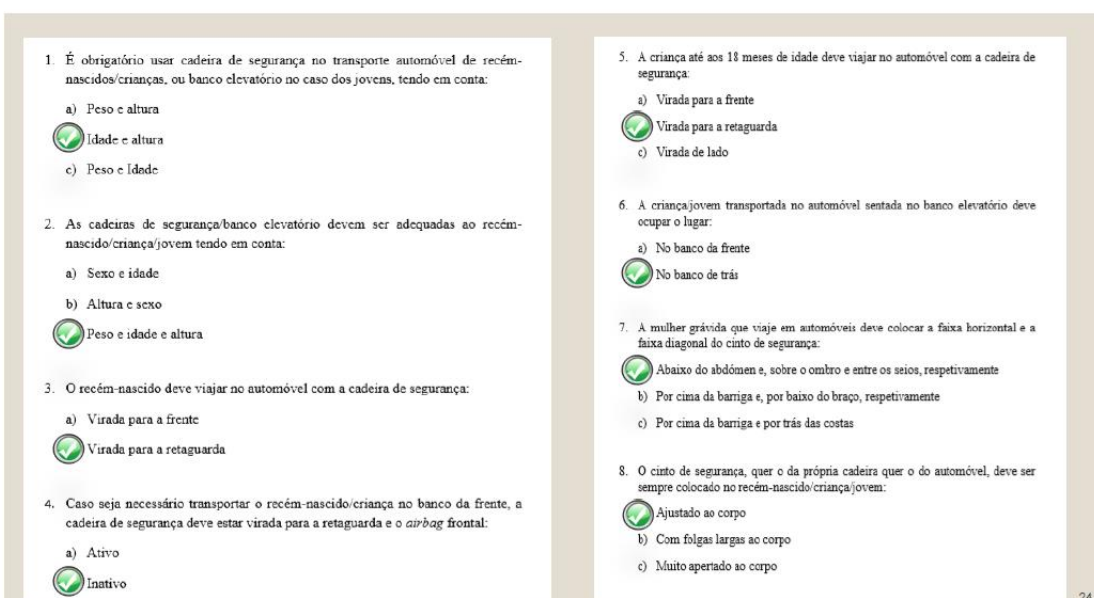 1. É obrigatório usar cadeira de segurança no transporte automóvel de recém-
nascidos/crianças, ou banco elevatório no caso dos jovens, tendo em conta:
a) Peso e altura
Idade e altura
c) Peso e Idade
2. As cadeiras de segurança/banco elevatório devem ser adequadas ao recém-
nascido/criança/jovem tendo em conta:
a) Sexo e idade
b) Altura e sexo
Peso e idade e altura
3. O recém-nascido deve viajar no automóvel com a cadeira de segurança:
a) Virada para a frente
Virada para a retaguarda
4. Caso seja necessário transportar o recém-nascido/criança no banco da frente, a
cadeira de segurança deve estar virada para a retaguarda e o airbag frontal:
a) Ativo
Inativo
5. A criança até aos 18 meses de idade deve viajar no automóvel com a cadeira de
segurança:
a) Virada para a frente
Virada para a retaguarda
c) Virada de lado
6. A criança/jovem transportada no automóvel sentada no banco elevatório deve
ocupar o lugar:
a) No banco da frente
No banco de trás
7. A mulher grávida que viaje em automóveis deve colocar a faixa horizontal e a
faixa diagonal do cinto de segurança:
Abaixo do abdómen e, sobre o ombro e entre os seios, respetivamente
b) Por cima da barriga e, por baixo do braço, respetivamente
c) Por cima da barriga e por trás das costas
8. O cinto de segurança, quer o da própria cadeira quer o do automóvel, deve ser
sempre colocado no recém-nascido/criança/jovem:
Ajustado ao corpo
b) Com folgas largas ao corpo
c) Muito apertado ao corpo
24